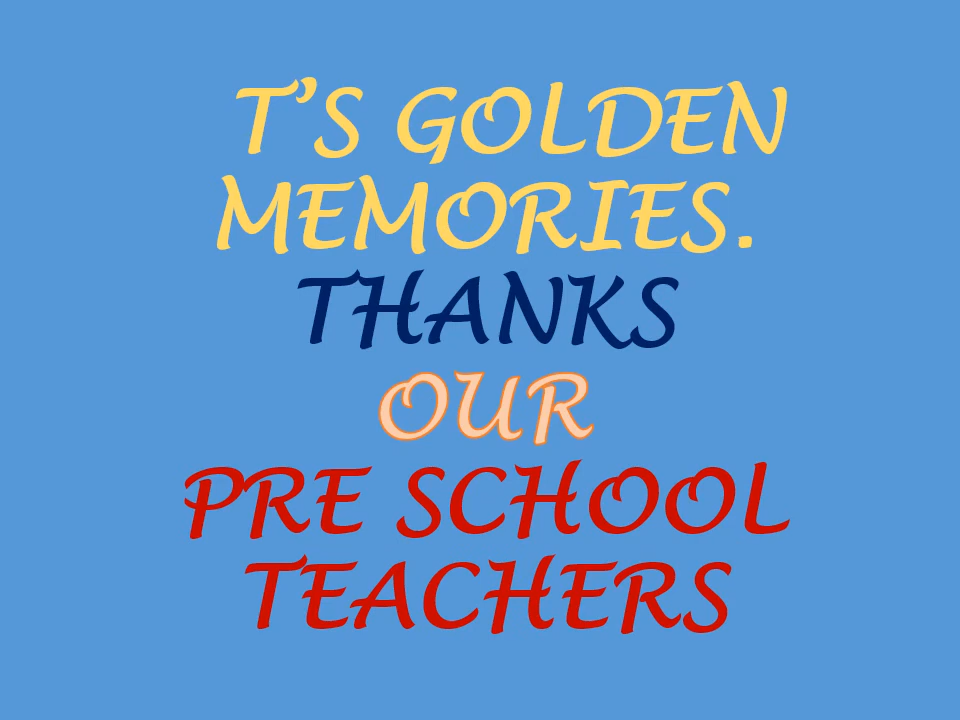 T’S GOLDEN
MEMORIES.
THANKS
OUR
PRE SCHOOL
TEACHERS